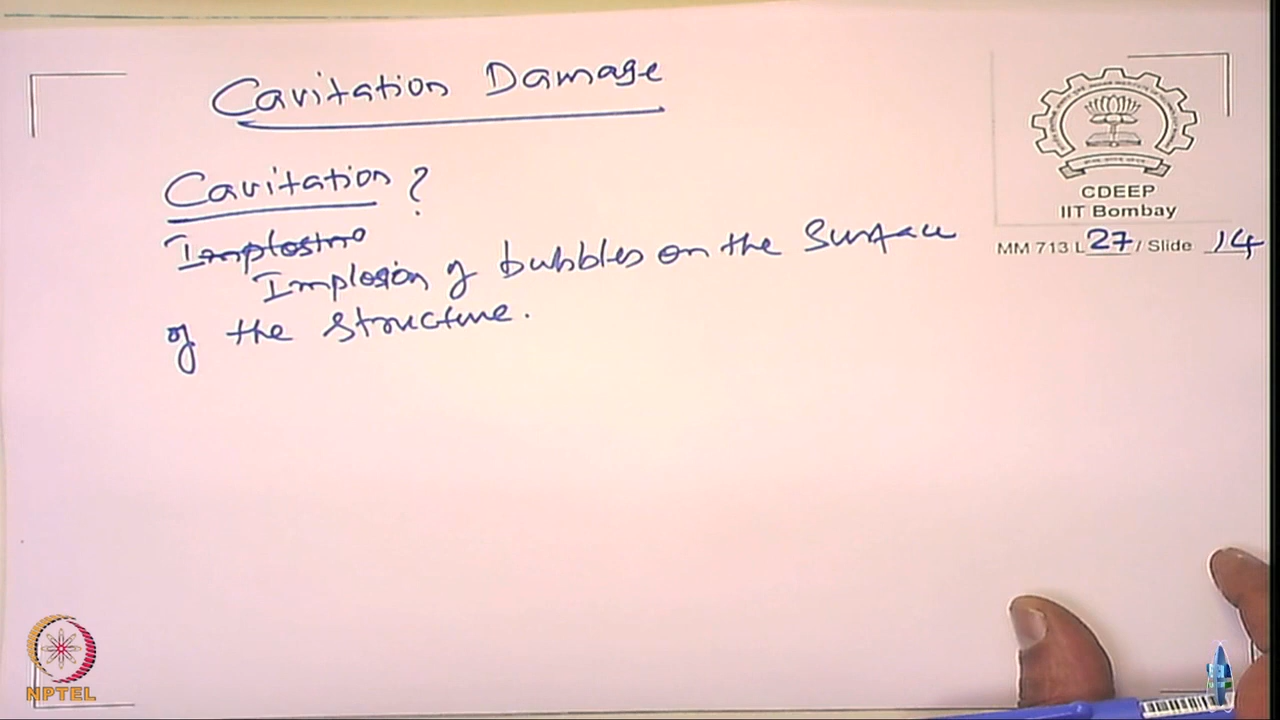 Cavitation Damage
Cavitation ?
Implosino
Implosion of bubbles on the surface
of the structure.
CDEEP
IIT Bombay
MM 713 L 27 / Slide 14
NPTEL